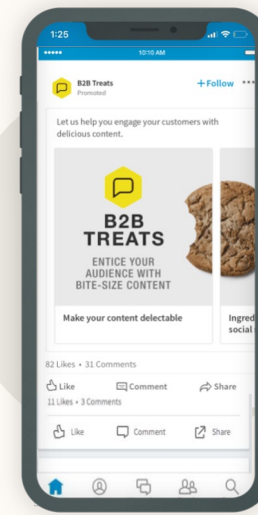 1:25
10:10 AM
B2B Treats
Promoted
+ Follow
Let us help you engage your customers with
delicious content.
B2B
TREATS
ENTICE YOUR
AUDIENCE WITH
BITE-SIZE CONTENT
Make your content delectable
Ingred
social
82 Likes • 31 Comments
Like
Comment
Share
11 Likes • 3 Comments
Like
Comment
Share